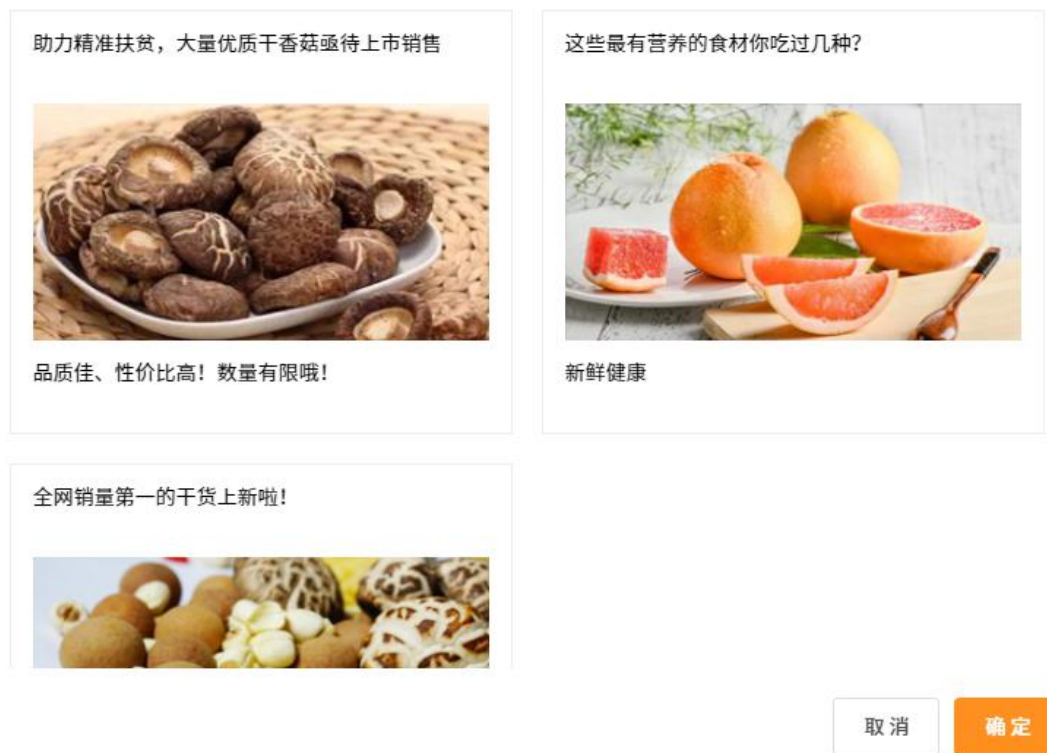 助力精准扶贫，大量优质干香菇亟待上市销售
这些最有营养的食材你吃过几种？
品质佳、性价比高！数量有限哦！
新鲜健康
全网销量第一的干货上新啦！
取消
确定